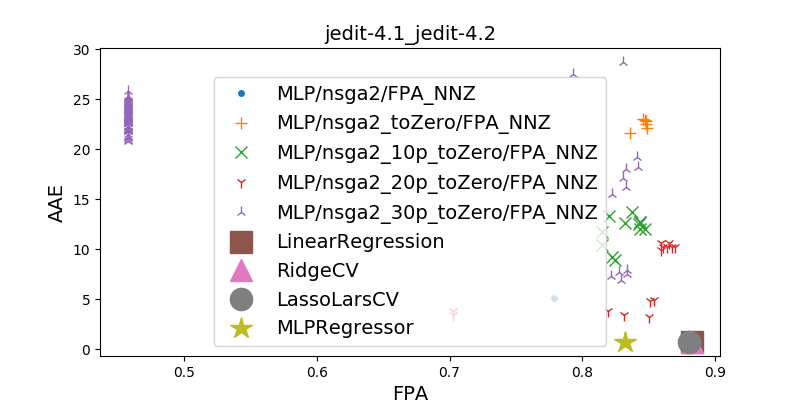 jedit-4.1_jedit-4.2
30
25
20
15
10
5
0
AAE
MLP/nsga2/FPA_NNZ
MLP/nsga2_toZero/FPA_NNZ
MLP/nsga2_10p_toZero/FPA_NNZ
MLP/nsga2_20p_toZero/FPA_NNZ
MLP/nsga2_30p_toZero/FPA_NNZ
LinearRegression
RidgeCV
LassoLarsCV
MLPRegressor
0.5 0.6 0.7 0.8 0.9
FPA